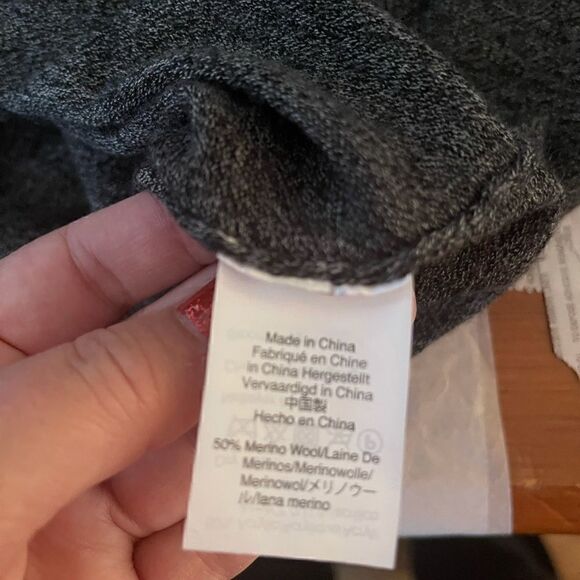 Made in China
Fabriqué en Chine
in China Hergestellt
Vervaardigd in China
中国製
Hecho en China
50% Merino Wool/Laine De
Merinos/Merinowolle/
Merinowol/メリノウー
ル/lana merino